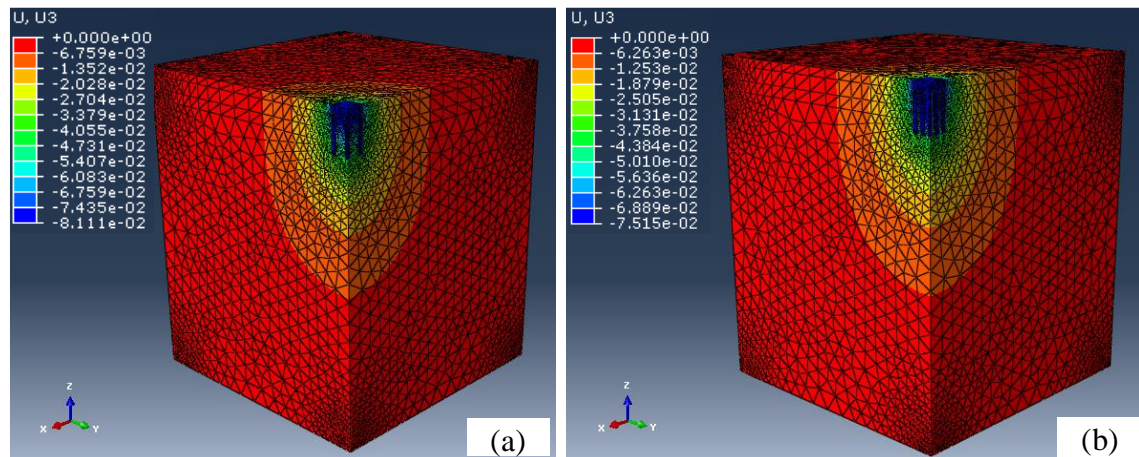 U, U3
+0.000e+00
-6.759e-03
-1.352e-02
-2.028e-02
-2.704e-02
-3.379e-02
-4.055e-02
-4.731e-02
-5.407e-02
-6.083e-02
-6.759e-02
-7.435e-02
-8.111e-02
Z
X
Y
(a)
U, U3
+0.000e+00
-6.263e-03
-1.253e-02
-1.879e-02
-2.505e-02
-3.131e-02
-3.758e-02
-4.384e-02
-5.010e-02
-5.636e-02
-6.263e-02
-6.889e-02
-7.515e-02
Z
X
Y
(b)